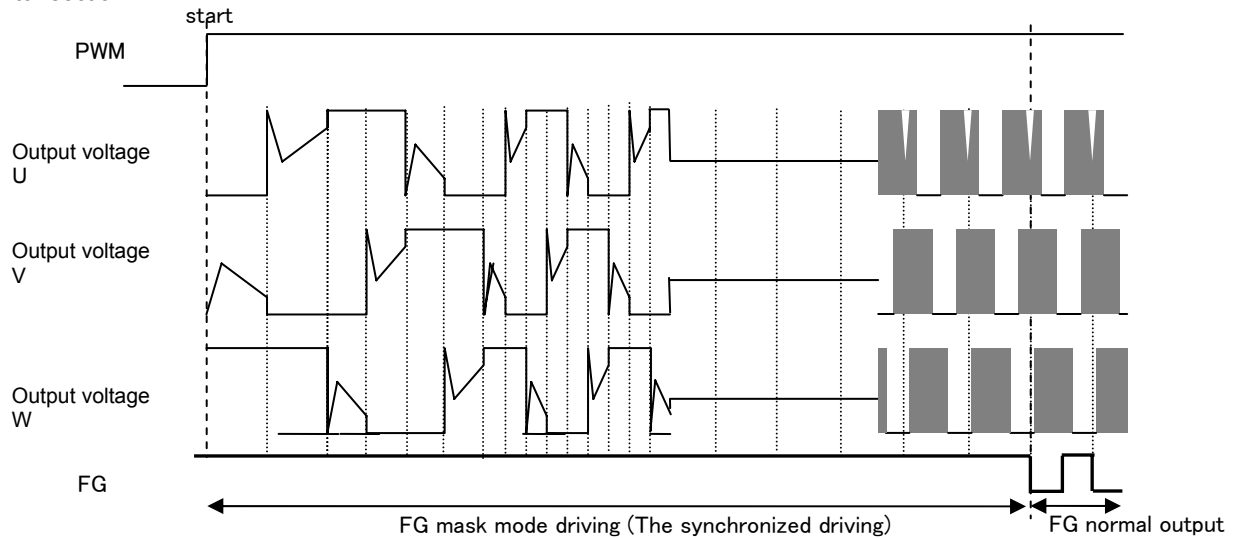 start
PWM
Output voltage
U
Output voltage
V
Output voltage
W
FG
FG mask mode driving (The synchronized driving)
FG normal output